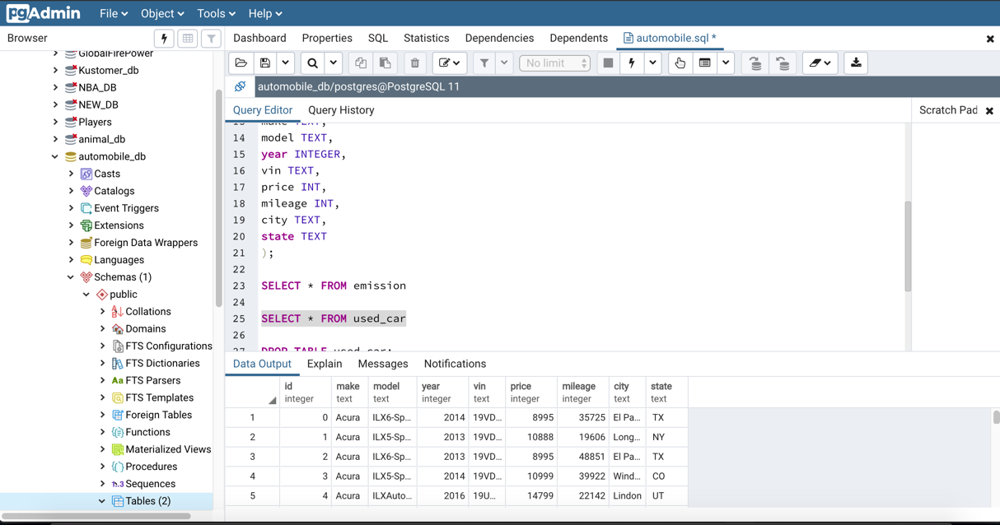 pgAdmin File Object Tools Help
Browser
Dashboard Properties SQL Statistics Dependencies Dependents automobile.sql *
No limit
automobile_db/postgres@PostgreSQL 11
Query Editor Query History
Scratch Pad
GlobalFirePower
Kustomer_db
NBA_DB
NEW_DB
Players
animal_db
automobile_db
Casts
Catalogs
Event Triggers
Extensions
Foreign Data Wrappers
Languages
Schemas (1)
public
Collations
Domains
FTS Configurations
FTS Dictionaries
Aa FTS Parsers
FTS Templates
Foreign Tables
Functions
Materialized Views
Procedures
1..3 Sequences
Tables (2)
13 make TEXT,
14 model TEXT,
15 year INTEGER,
16 vin TEXT,
17 price INT,
18 mileage INT,
19 city TEXT,
20 state TEXT
21 );
22
23 SELECT * FROM emission
24
25 SELECT * FROM used_car
26
27 DROP TABLE used_car;
Data Output Explain Messages Notifications
id make model year vin price mileage city state
integer text text integer text integer integer text text
1 0 Acura ILX6-Sp... 2014 19VD... 8995 35725 El Pa... TX
2 1 Acura ILX5-Sp... 2013 19VD... 10888 19606 Long... NY
3 2 Acura ILX6-Sp... 2013 19VD... 8995 48851 El Pa... TX
4 3 Acura ILX5-Sp... 2014 19VD... 10999 39922 Wind... CO
5 4 Acura ILXAuto... 2016 19U... 14799 22142 Lindon UT